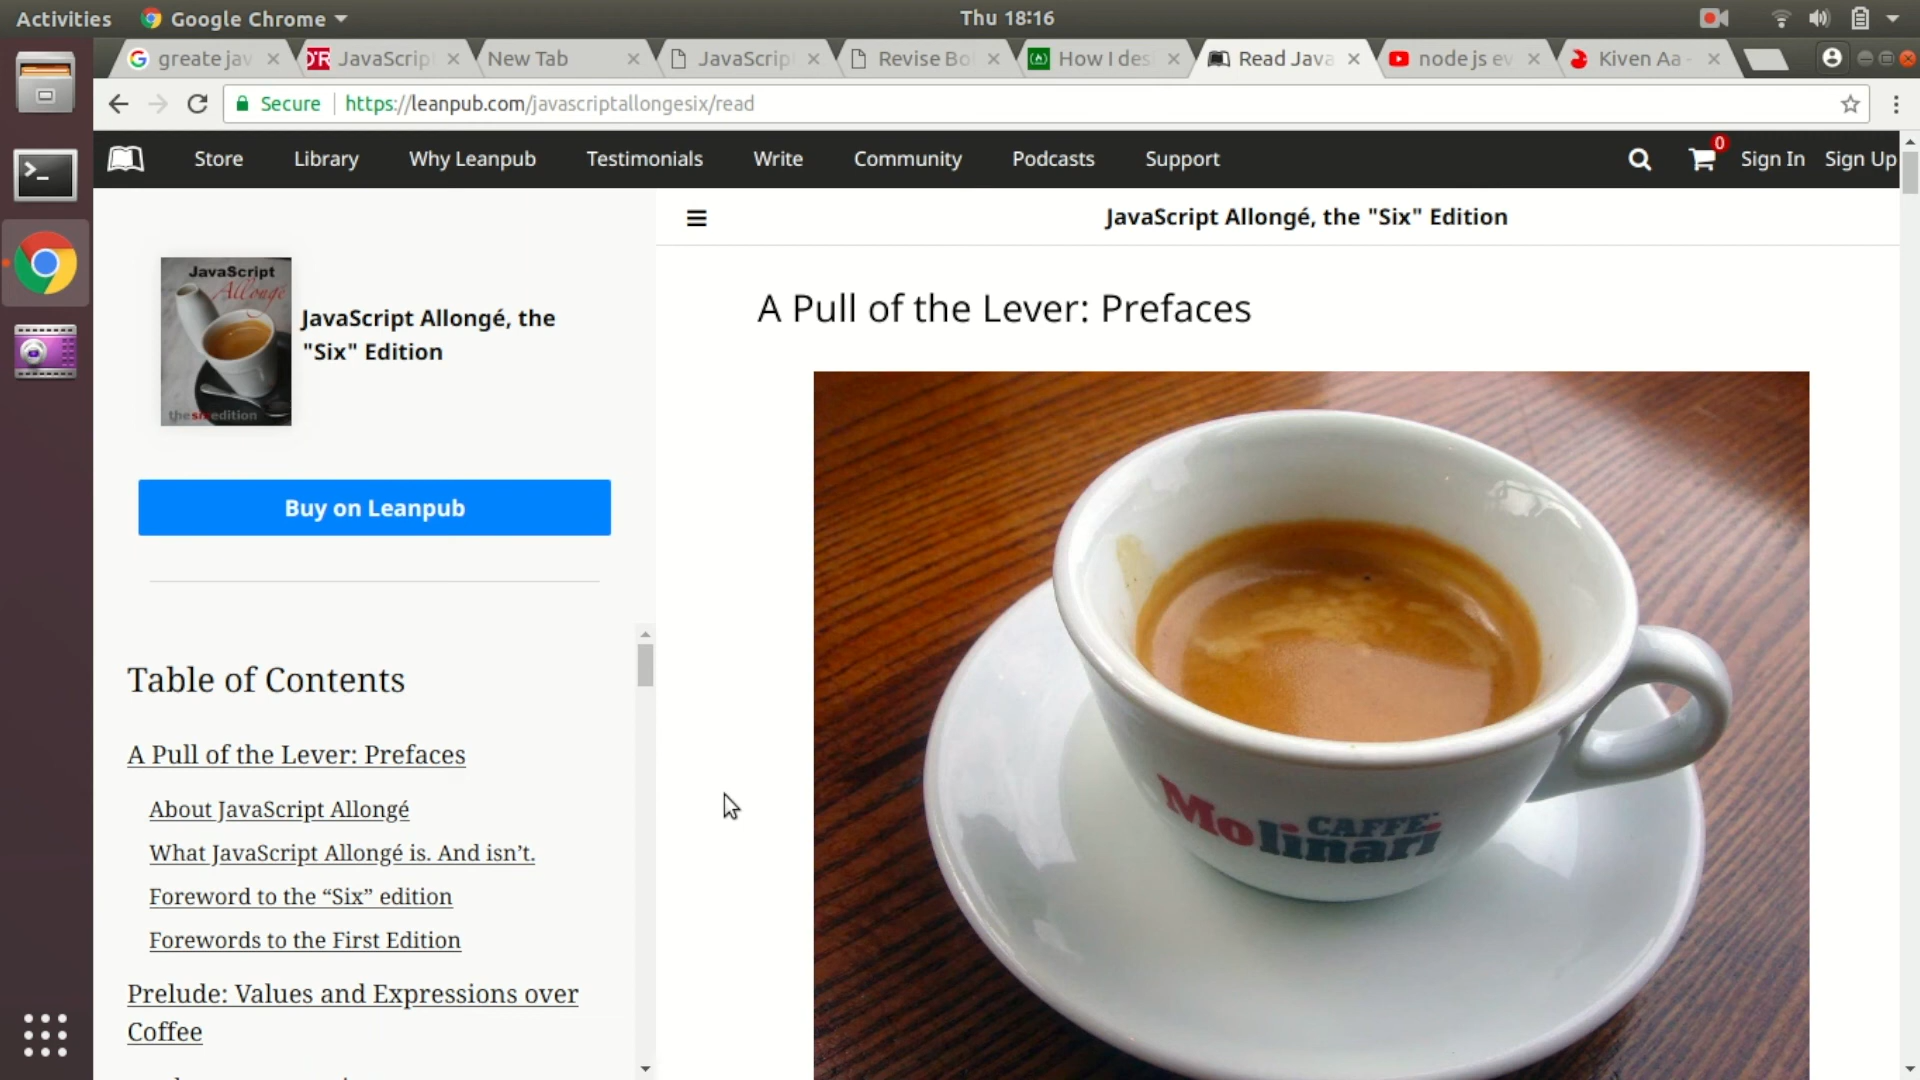 Activities
Google Chrome
Thu 18:16
greate jav
JavaScrip
New Tab
JavaScrip
Revise Bo
How I des
Read Java
node js ev
Kiven Aa -
Secure
https://leanpub.com/javascriptallongesix/read
Store
Library
Why Leanpub
Testimonials
Write
Community
Podcasts
Support
0
Sign In
Sign Up
JavaScript Allongé, the "Six" Edition
JavaScript
Allongé
thesixedition
JavaScript Allongé, the
"Six" Edition
Buy on Leanpub
Table of Contents
A Pull of the Lever: Prefaces
About JavaScript Allongé
What JavaScript Allongé is. And isn’t.
Foreword to the “Six” edition
Forewords to the First Edition
Prelude: Values and Expressions over
Coffee
A Pull of the Lever: Prefaces
CAFFE
Molinari